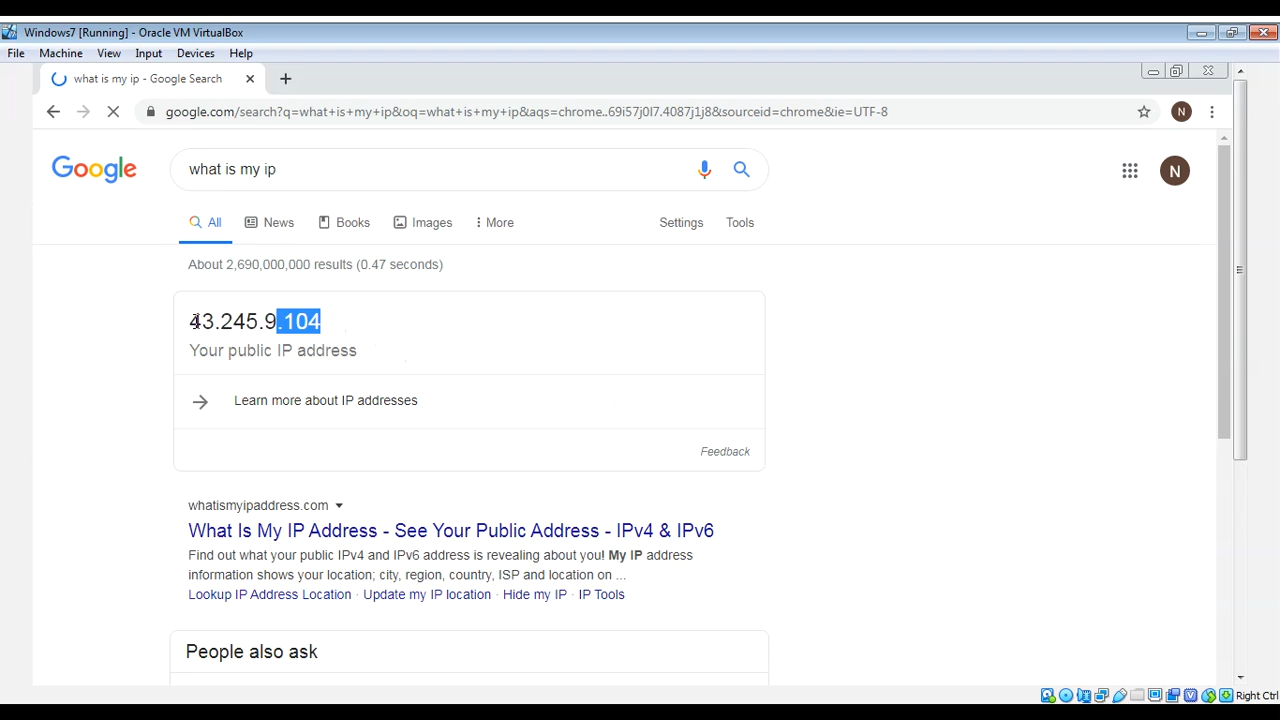 Windows7 [Running] - Oracle VM VirtualBox
File Machine View Input Devices Help
what is my ip - Google Search
google.com/search?q=what+is+my+ip&oq=what+is+my+ip&aqs=chrome..69i57j0l7.4087j1j8&sourceid=chrome&ie=UTF-8
N
Google
what is my ip
N
All News Books Images More Settings Tools
About 2,690,000,000 results (0.47 seconds)
43.245.9.104
Your public IP address
Learn more about IP addresses
Feedback
whatismyipaddress.com
What Is My IP Address - See Your Public Address - IPv4 & IPv6
Find out what your public IPv4 and IPv6 address is revealing about you! My IP address
information shows your location; city, region, country, ISP and location on ...
Lookup IP Address Location · Update my IP location · Hide my IP · IP Tools
People also ask
Right Ctrl